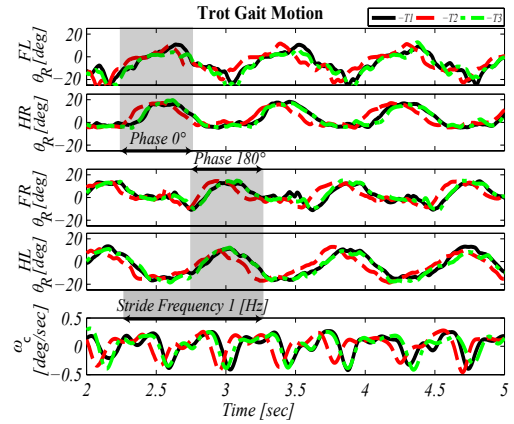 Trot Gait Motion
T1 T2 T3
FL
θR [deg]
20
0
−20
HR
θR [deg]
20
0
−20
Phase 0°
Phase 180°
FR
θR [deg]
20
0
−20
HL
θR [deg]
20
0
−20
Stride Frequency 1 [Hz]
ωc
[deg/sec]
0.5
0
−0.5
2 2.5 3 3.5 4 4.5 5
Time [sec]